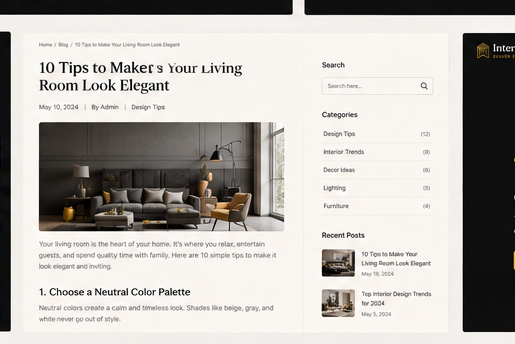 Home / Blog / 10 Tips to Make Your Living Room Look Elegant
10 Tips to Maker's Your Living
Room Look Elegant
May 10, 2024 | By Admin | Design Tips
Your living room is the heart of your home. It's where you relax, entertain
guests, and spend quality time with family. Here are 10 simple tips to make it
look elegant and inviting.
1. Choose a Neutral Color Palette
Neutral colors create a calm and timeless look. Shades like beige, gray, and
white never go out of style.
Search
Search here...
Categories
Design Tips (12)
Interior Trends (8)
Decor Ideas (6)
Lighting (5)
Furniture (4)
Recent Posts
10 Tips to Make Your
Living Room Look Elegant
May 10, 2024
Top Interior Design Trends
for 2024
May 5, 2024